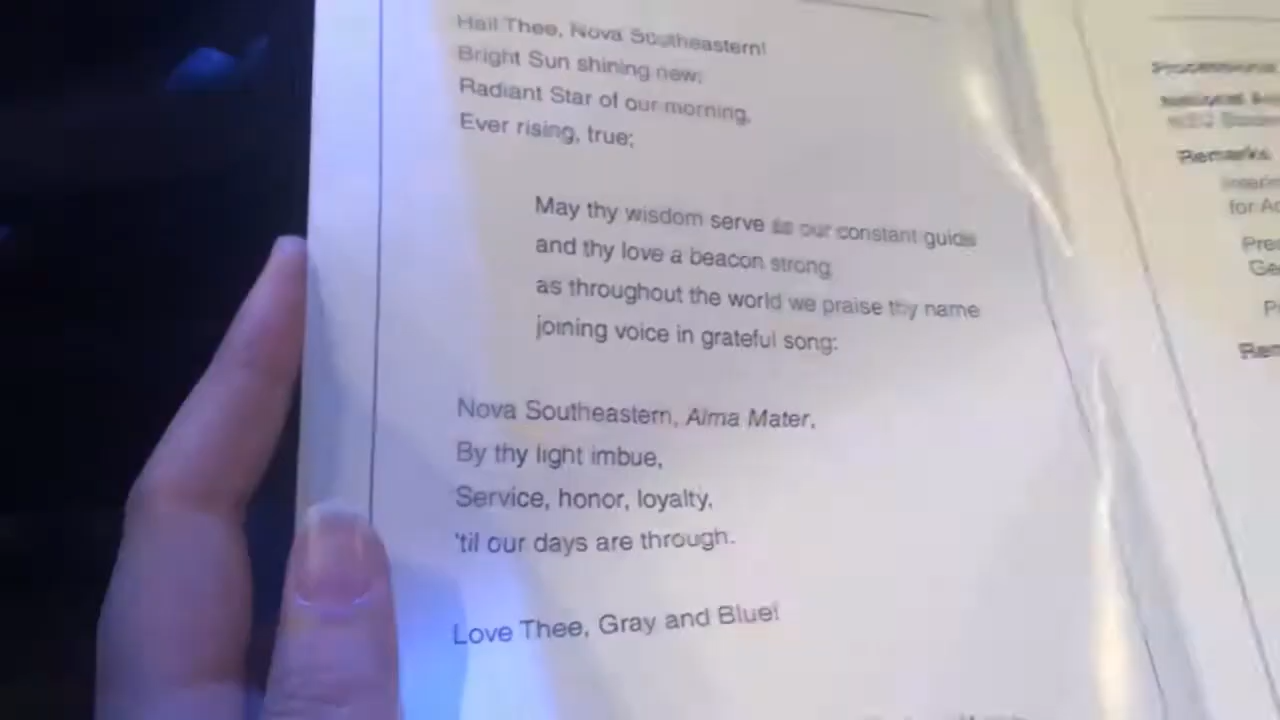 Hail Thee, Nova Southeastern!
Bright Sun shining new;
Radiant Star of our morning,
Ever rising, true;
May thy wisdom serve as our constant guide
and thy love a beacon strong
as throughout the world we praise thy name
joining voice in grateful song:
Nova Southeastern, Alma Mater,
By thy light imbue,
Service, honor, loyalty,
'til our days are through.
Love Thee, Gray and Blue!
Remarks
for